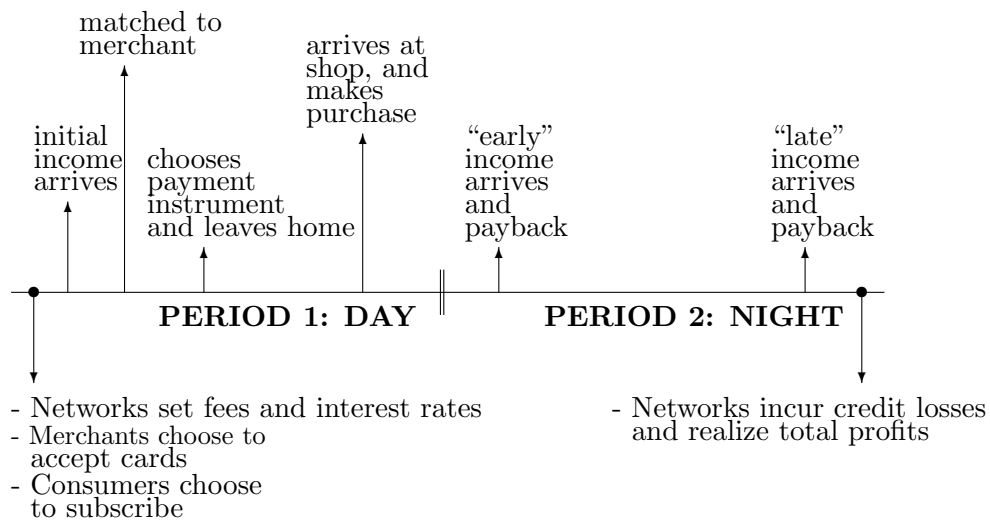 matched to
merchant
arrives at
shop, and
makes
purchase
initial
income
arrives
chooses
payment
instrument
and leaves home
“early”
income
arrives
and
payback
“late”
income
arrives
and
payback
PERIOD 1: DAY
PERIOD 2: NIGHT
- Networks set fees and interest rates
- Merchants choose to
accept cards
- Consumers choose
to subscribe
- Networks incur credit losses
and realize total profits